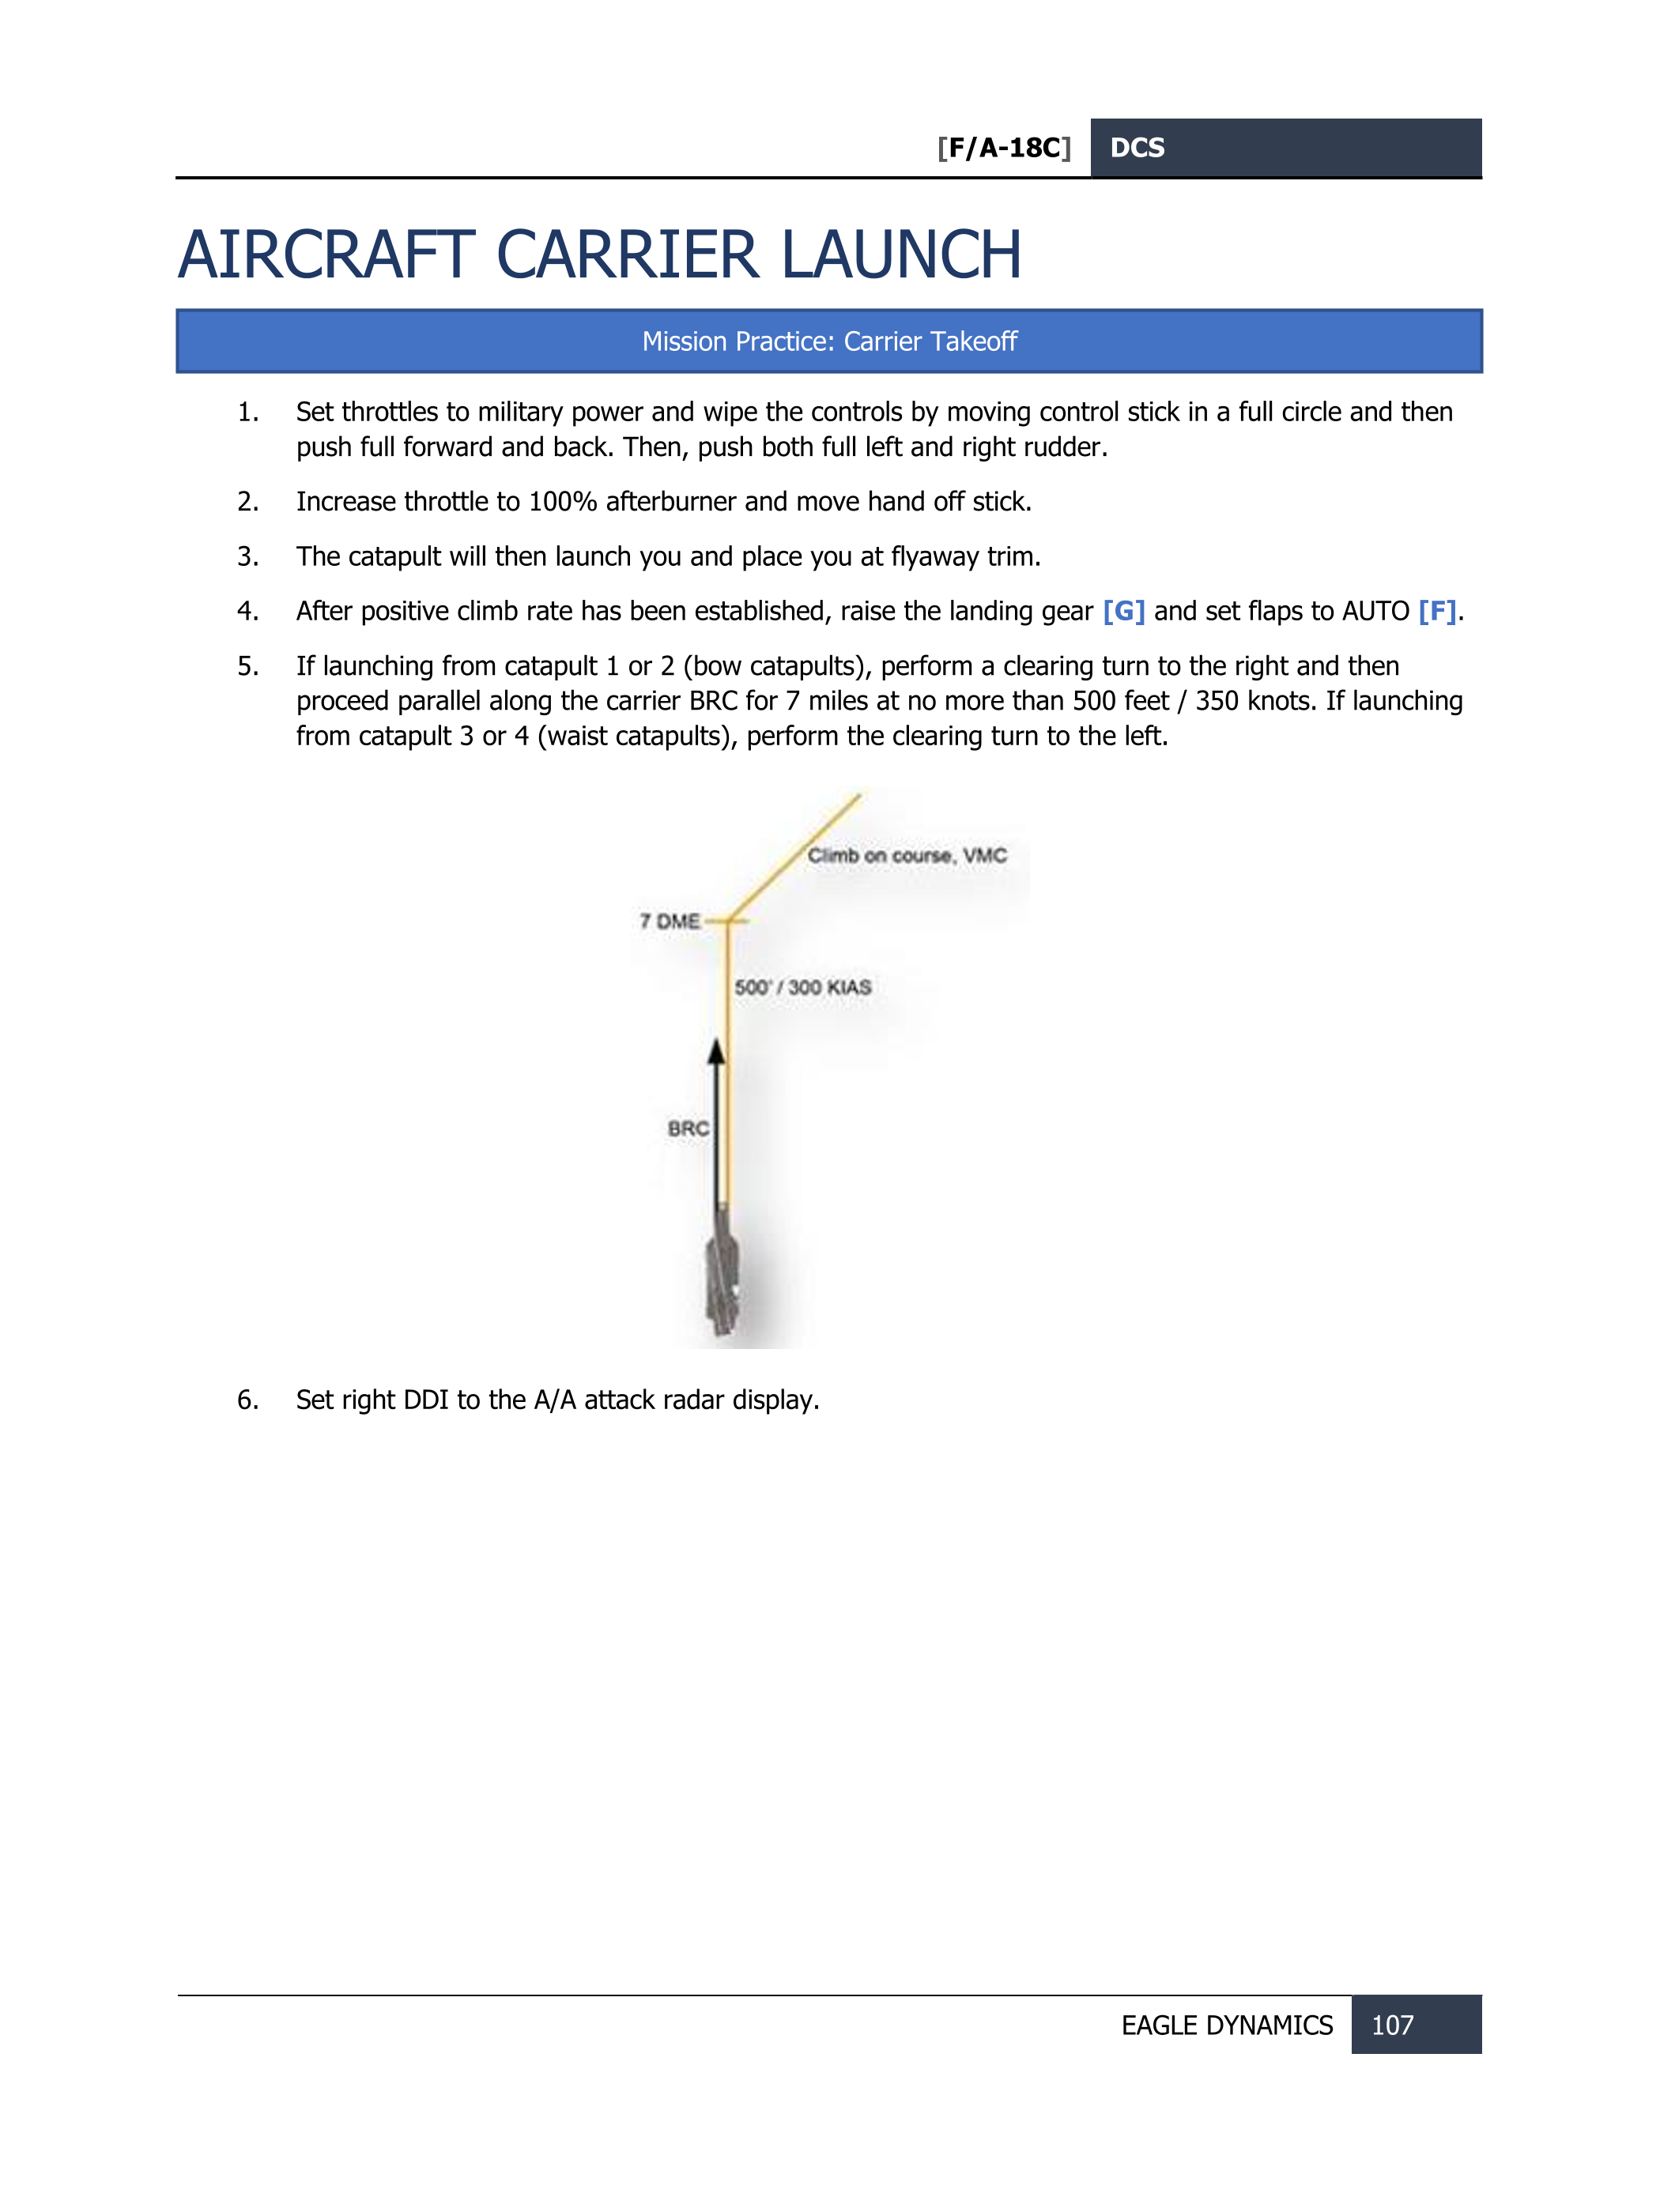 [F/A-18C] DCS
AIRCRAFT CARRIER LAUNCH
Mission Practice: Carrier Takeoff
1. Set throttles to military power and wipe the controls by moving control stick in a full circle and then
push full forward and back. Then, push both full left and right rudder.
2. Increase throttle to 100% afterburner and move hand off stick.
3. The catapult will then launch you and place you at flyaway trim.
4. After positive climb rate has been established, raise the landing gear [G] and set flaps to AUTO [F].
5. If launching from catapult 1 or 2 (bow catapults), perform a clearing turn to the right and then
proceed parallel along the carrier BRC for 7 miles at no more than 500 feet / 350 knots. If launching
from catapult 3 or 4 (waist catapults), perform the clearing turn to the left.
Climb on course, VMC
7 DME
500' / 300 KIAS
BRC
6. Set right DDI to the A/A attack radar display.
EAGLE DYNAMICS 107